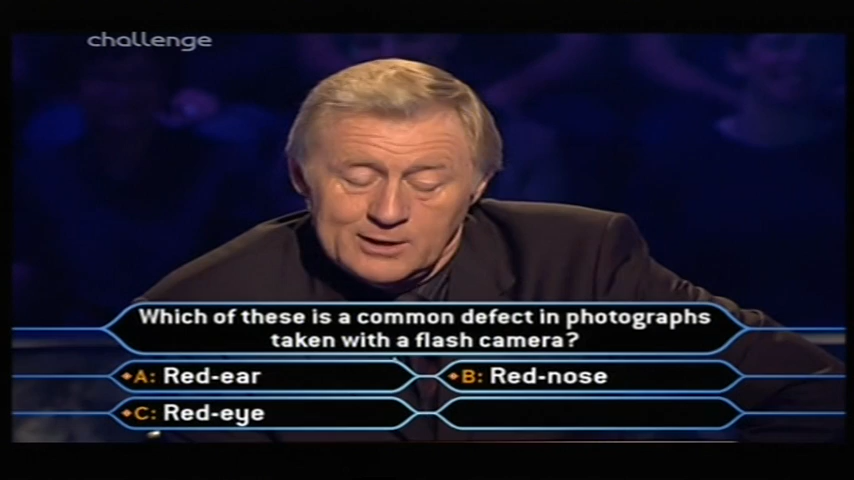 challenge
Which of these is a common defect in photographs
taken with a flash camera?
A: Red-ear
B: Red-nose
C: Red-eye